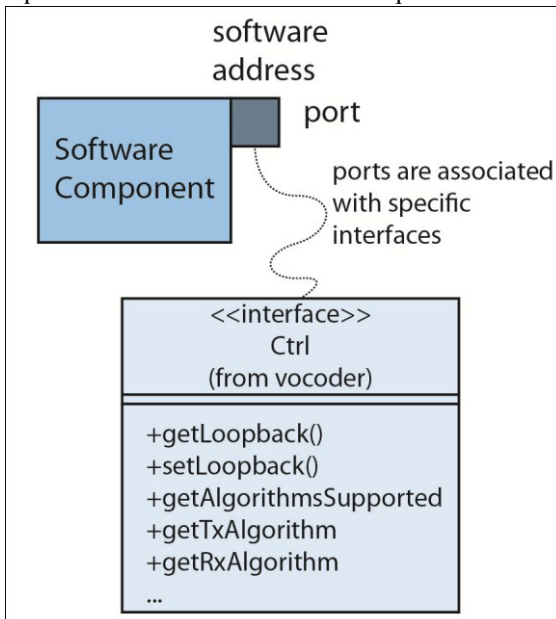 software
address
port
Software
Component
ports are associated
with specific
interfaces
<<interface>>
Ctrl
(from vocoder)
+getLoopback()
+setLoopback()
+getAlgorithmsSupported
+getTxAlgorithm
+getRxAlgorithm
...